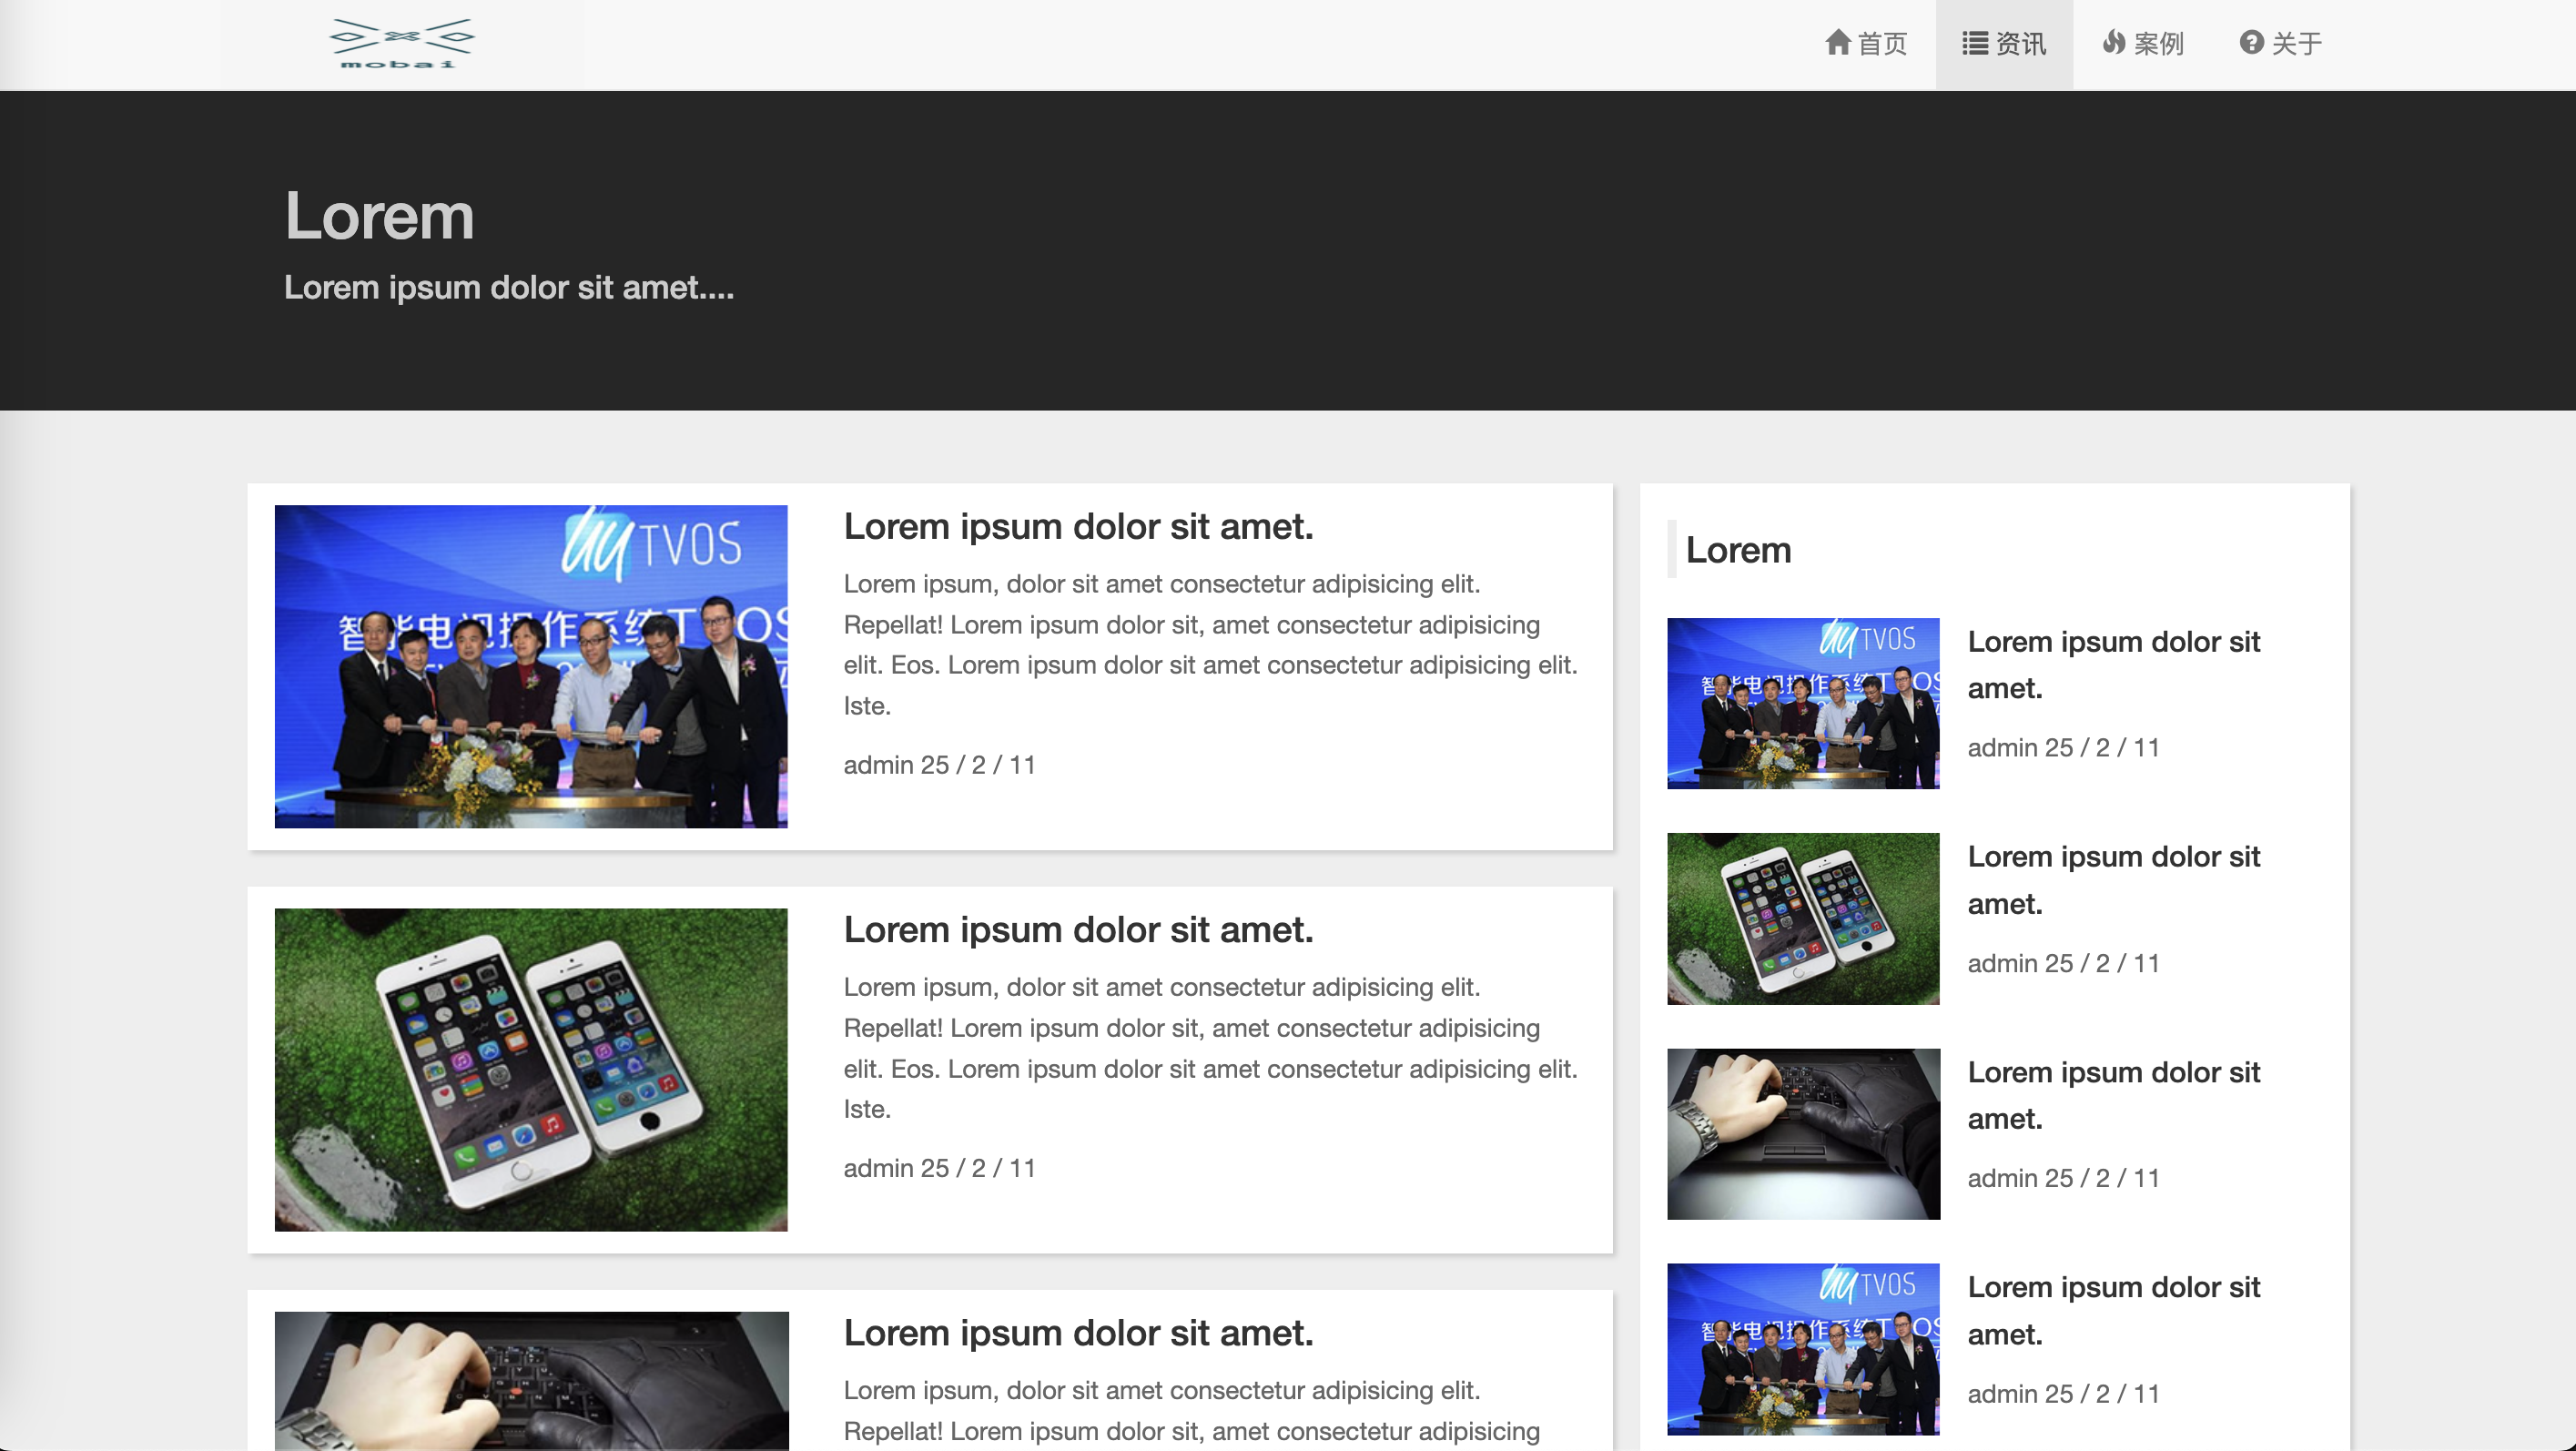 mobai
首页
资讯
案例
关于
Lorem
Lorem ipsum dolor sit amet....
TVOS
智能电视操作系统TVOS
Lorem ipsum dolor sit amet.
Lorem ipsum, dolor sit amet consectetur adipisicing elit.
Repellat! Lorem ipsum dolor sit, amet consectetur adipisicing
elit. Eos. Lorem ipsum dolor sit amet consectetur adipisicing elit.
Iste.
admin 25 / 2 / 11
Lorem ipsum dolor sit amet.
Lorem ipsum, dolor sit amet consectetur adipisicing elit.
Repellat! Lorem ipsum dolor sit, amet consectetur adipisicing
elit. Eos. Lorem ipsum dolor sit amet consectetur adipisicing elit.
Iste.
admin 25 / 2 / 11
Lorem ipsum dolor sit amet.
Lorem ipsum, dolor sit amet consectetur adipisicing elit.
Repellat! Lorem ipsum dolor sit, amet consectetur adipisicing
Lorem
TVOS
智能电视操作系统T OS
Lorem ipsum dolor sit
amet.
admin 25 / 2 / 11
Lorem ipsum dolor sit
amet.
admin 25 / 2 / 11
Lorem ipsum dolor sit
amet.
admin 25 / 2 / 11
TVOS
智能电视操作系统T OS
Lorem ipsum dolor sit
amet.
admin 25 / 2 / 11